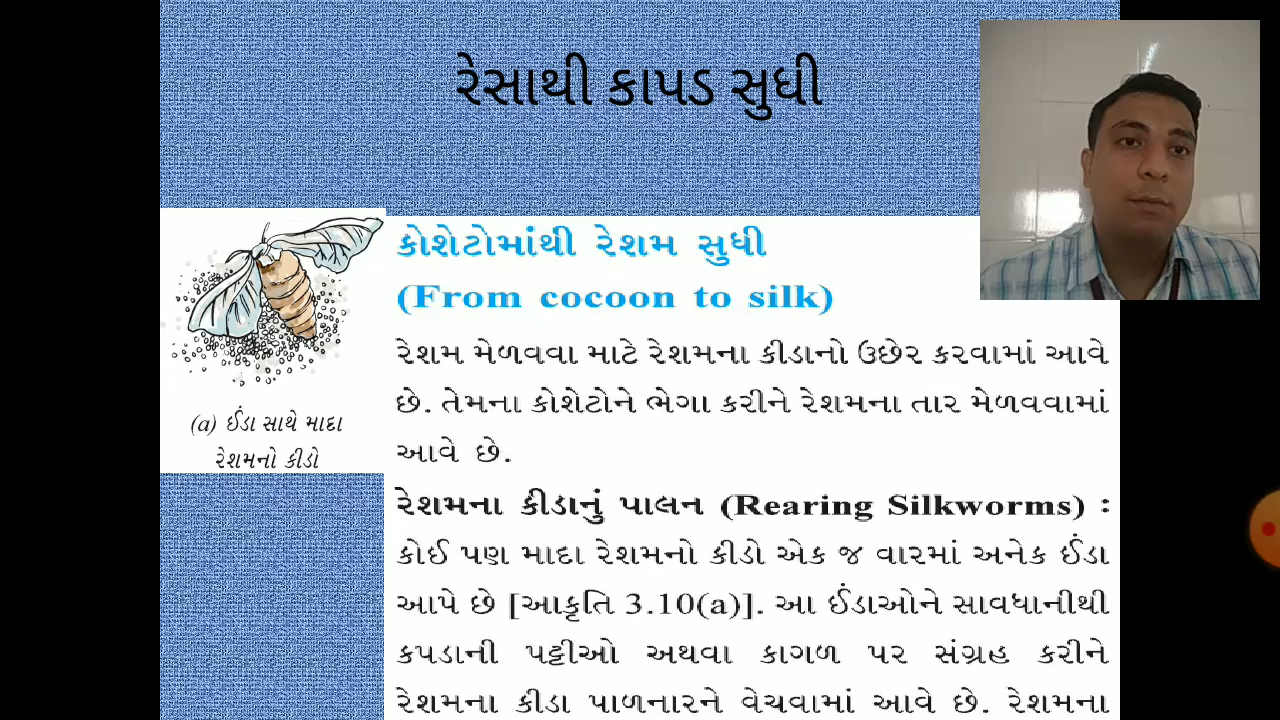 રેસાથી કાપડ સુધી
કોશેટોમાંથી રેશમ સુધી
(From cocoon to silk)
રેશમ મેળવવા માટે રેશમના કીડાનો ઉછેર કરવામાં આવે
છે. તેમના કોશેટોને ભેગા કરીને રેશમના તાર મેળવવામાં
આવે છે.
રેશમના કીડાનું પાલન (Rearing Silkworms) :
કોઈ પણ માદા રેશમનો કીડો એક જ વારમાં અનેક ઈંડા
આપે છે [આકૃતિ 3.10(a)]. આ ઈંડાઓને સાવધાનીથી
કપડાની પટ્ટીઓ અથવા કાગળ પર સંગ્રહ કરીને
રેશમના કીડા પાળનારને વેચવામાં આવે છે. રેશમના
(a) ઈંડા સાથે માદા
રેશમનો કીડો